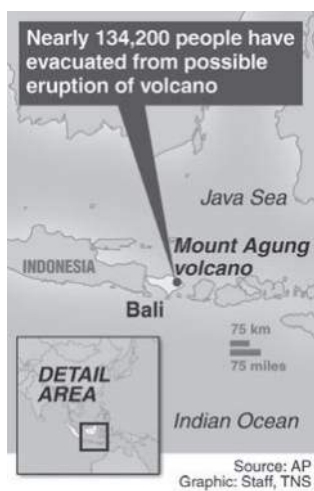 Nearly 134,200 people have
evacuated from possible
eruption of volcano
Java Sea
Mount Agung
volcano
INDONESIA
Bali
75 km
75 miles
DETAIL
AREA
Indian Ocean
Source: AP
Graphic: Staff, TNS